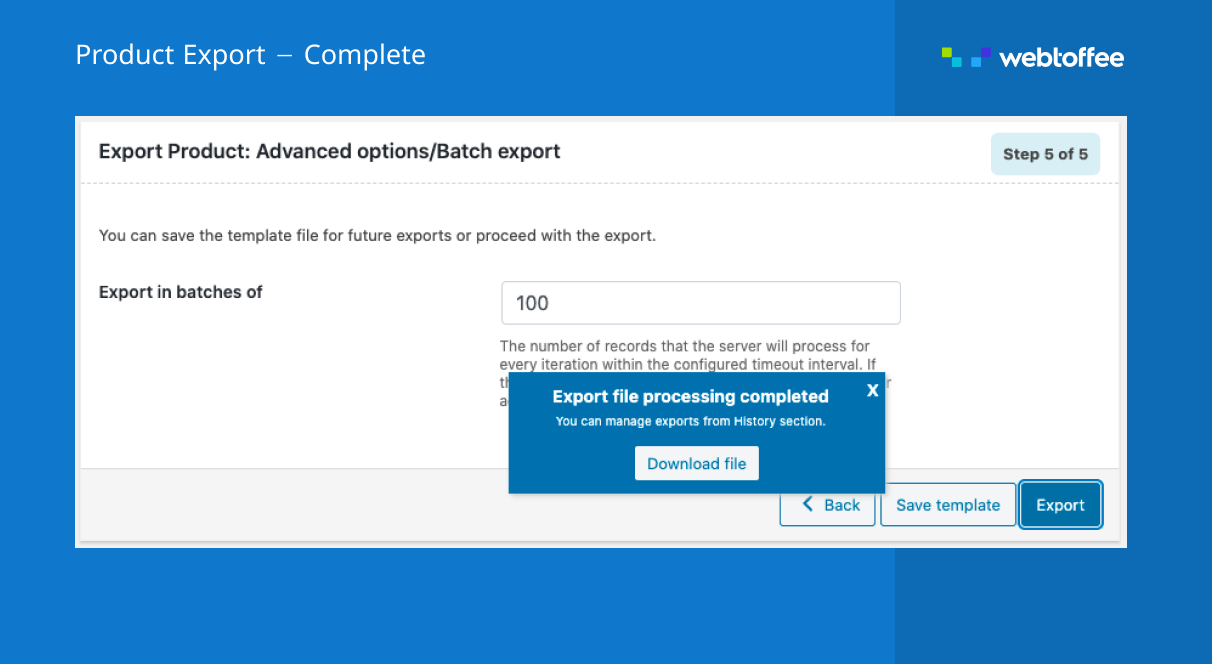 Product Export – Complete
webtoffee
Export Product: Advanced options/Batch export
Step 5 of 5
You can save the template file for future exports or proceed with the export.
Export in batches of
100
The number of records that the server will process for
every iteration within the configured timeout interval. If
Export file processing completed
X
You can manage exports from History section.
Download file
Back
Save template
Export